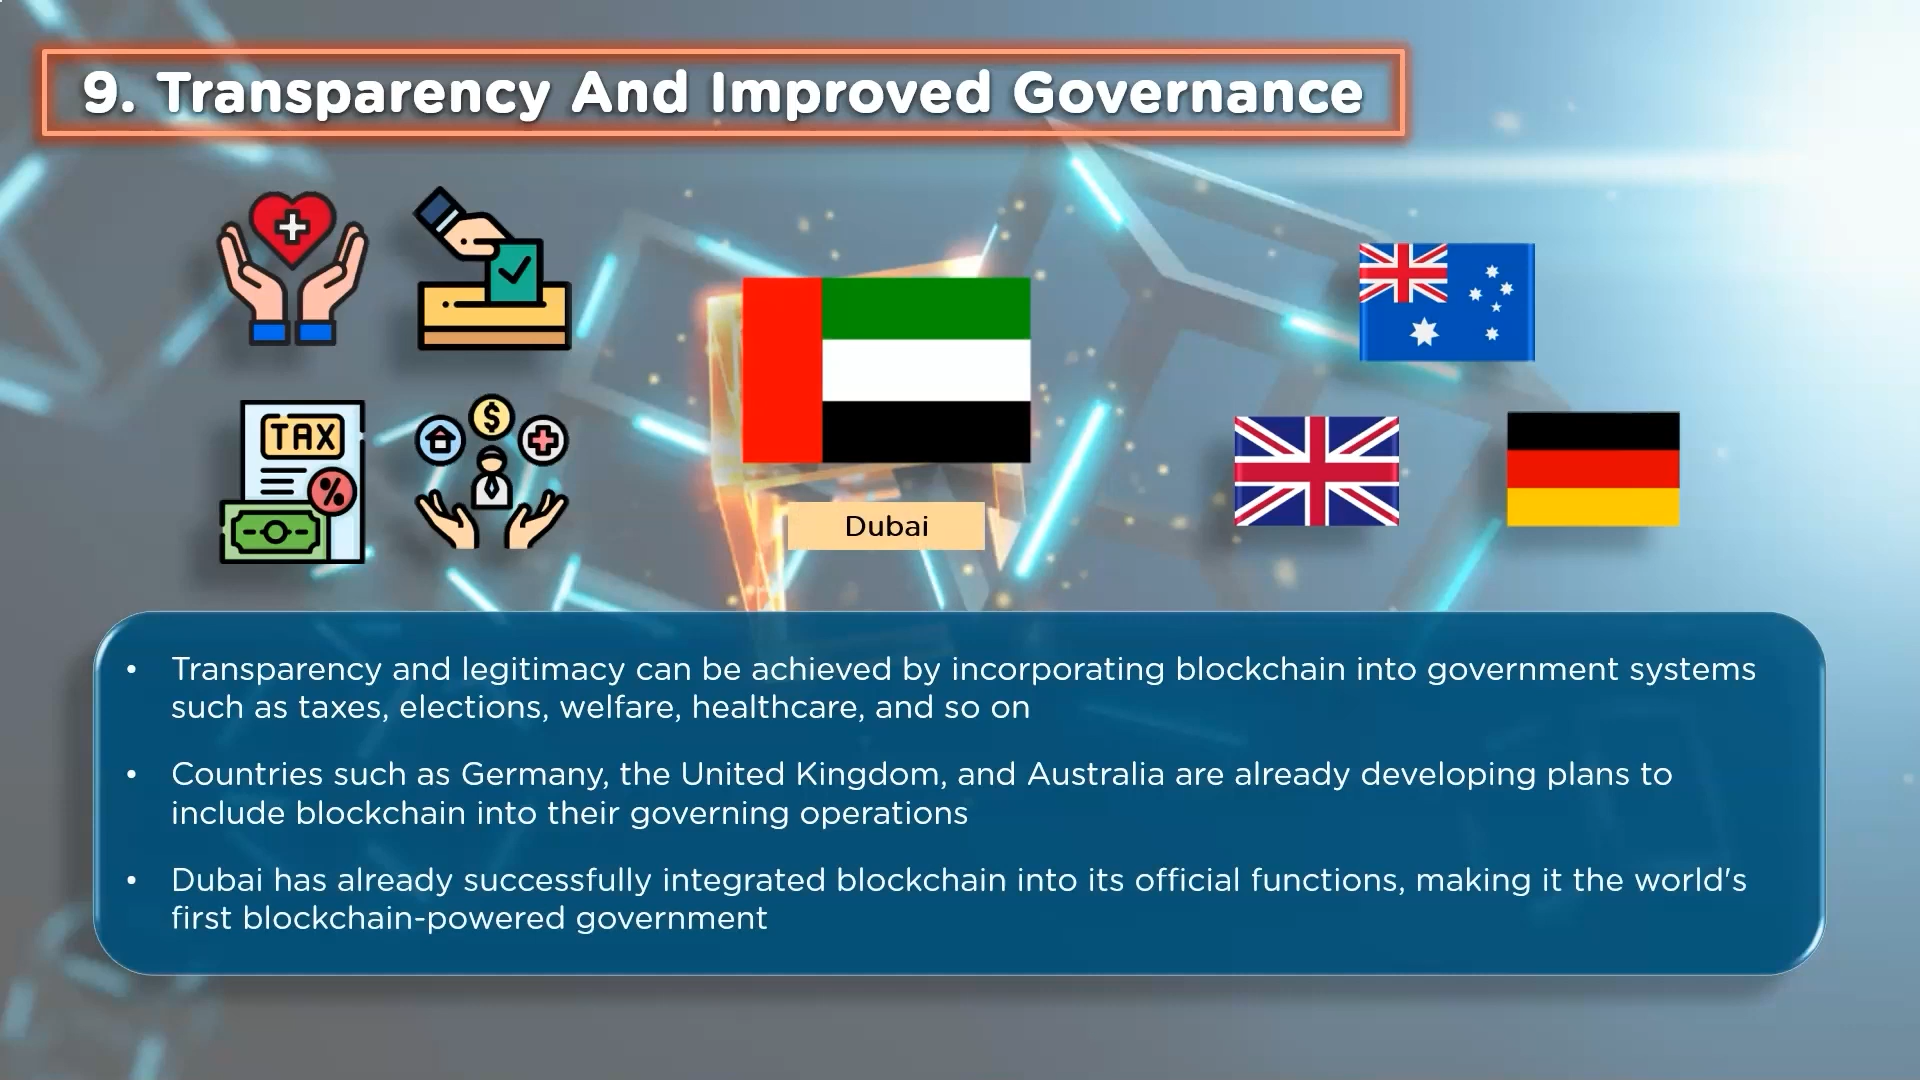 9. Transparency And Improved Governance
TAX
%
$
Dubai
• Transparency and legitimacy can be achieved by incorporating blockchain into government systems
such as taxes, elections, welfare, healthcare, and so on
• Countries such as Germany, the United Kingdom, and Australia are already developing plans to
include blockchain into their governing operations
• Dubai has already successfully integrated blockchain into its official functions, making it the world's
first blockchain-powered government